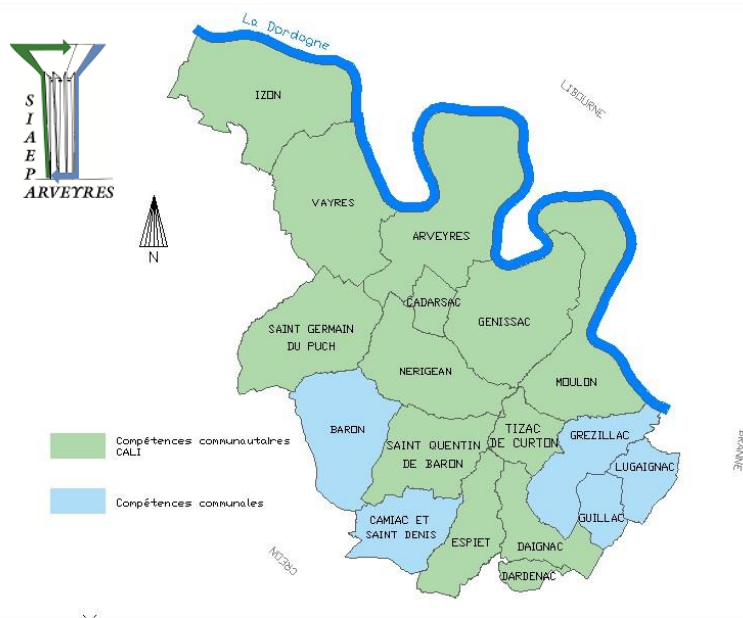 La Dordogne
LIBOURNE
SIAEPA
ARVEYRES
N
IZON
VAYRES
ARVEYRES
CADARSAC
GENISSAC
SAINT GERMAIN
DU PUCH
NERIGEAN
MOULON
BARON
SAINT QUENTIN
DE BARON
TIZAC
DE CURTON
GREZILLAC
LUGAIGNAC
BRANNE
Compétences communautaires
CALI
Compétences communales
CAMIAC ET
SAINT DENIS
GUILLAC
ESPIET
DAIGNAC
DARDENAC
CREON